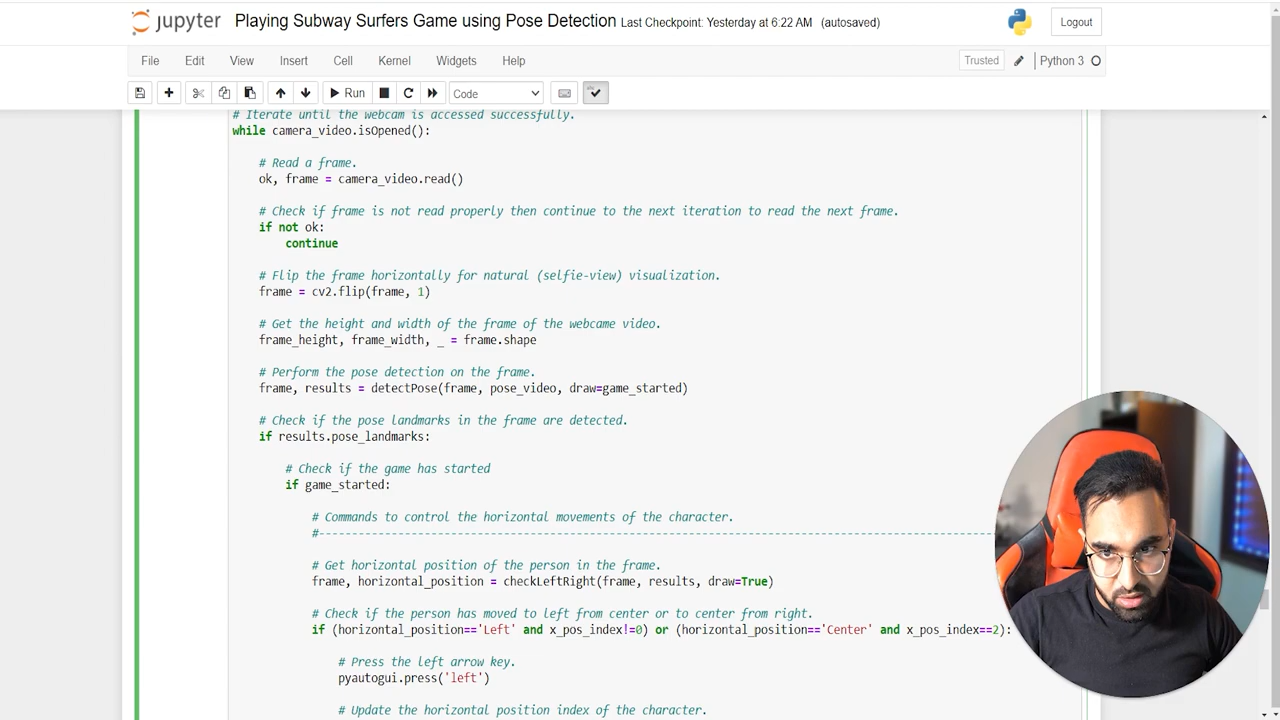 jupyter Playing Subway Surfers Game using Pose Detection Last Checkpoint: Yesterday at 6:22 AM (autosaved) Logout
File Edit View Insert Cell Kernel Widgets Help Trusted Python 3
Run Code
# Iterate until the webcam is accessed successfully.
while camera_video.isOpened():
# Read a frame.
ok, frame = camera_video.read()
# Check if frame is not read properly then continue to the next iteration to read the next frame.
if not ok:
continue
# Flip the frame horizontally for natural (selfie-view) visualization.
frame = cv2.flip(frame, 1)
# Get the height and width of the frame of the webcame video.
frame_height, frame_width, _ = frame.shape
# Perform the pose detection on the frame.
frame, results = detectPose(frame, pose_video, draw=game_started)
# Check if the pose landmarks in the frame are detected.
if results.pose_landmarks:
# Check if the game has started
if game_started:
# Commands to control the horizontal movements of the character.
#--------------------------------------------------------------------------------------------------------
# Get horizontal position of the person in the frame.
frame, horizontal_position = checkLeftRight(frame, results, draw=True)
# Check if the person has moved to left from center or to center from right.
if (horizontal_position=='Left' and x_pos_index!=0) or (horizontal_position=='Center' and x_pos_index==2):
# Press the left arrow key.
pyautogui.press('left')
# Update the horizontal position index of the character.